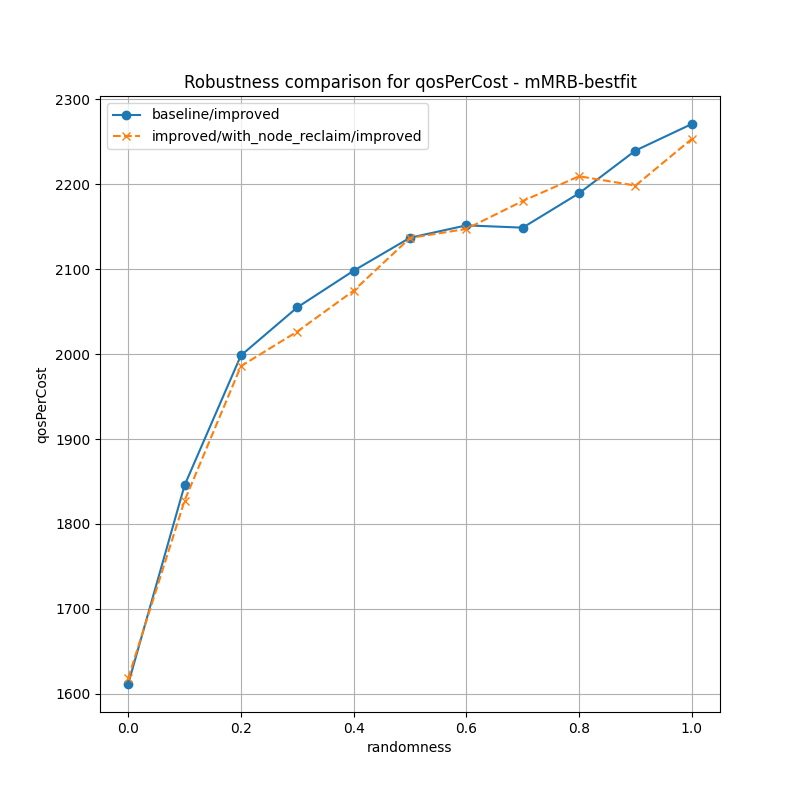 Robustness comparison for qosPerCost - mMRB-bestfit
baseline/improved
improved/with_node_reclaim/improved
qosPerCost
2300
2200
2100
2000
1900
1800
1700
1600
0.0 0.2 0.4 0.6 0.8 1.0
randomness